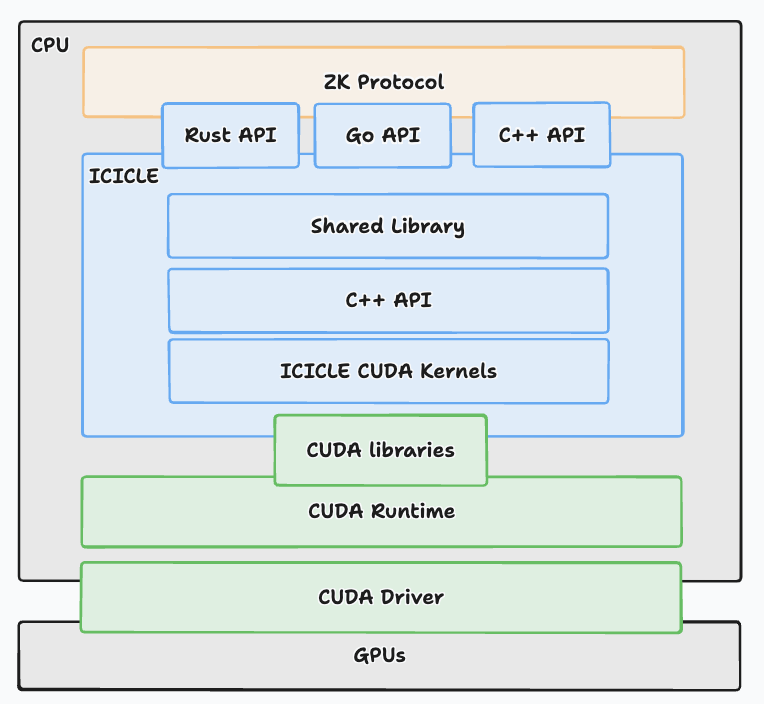 CPU
ZK Protocol
Rust API
Go API
C++ API
ICICLE
Shared Library
C++ API
ICICLE CUDA Kernels
CUDA libraries
CUDA Runtime
CUDA Driver
GPUs